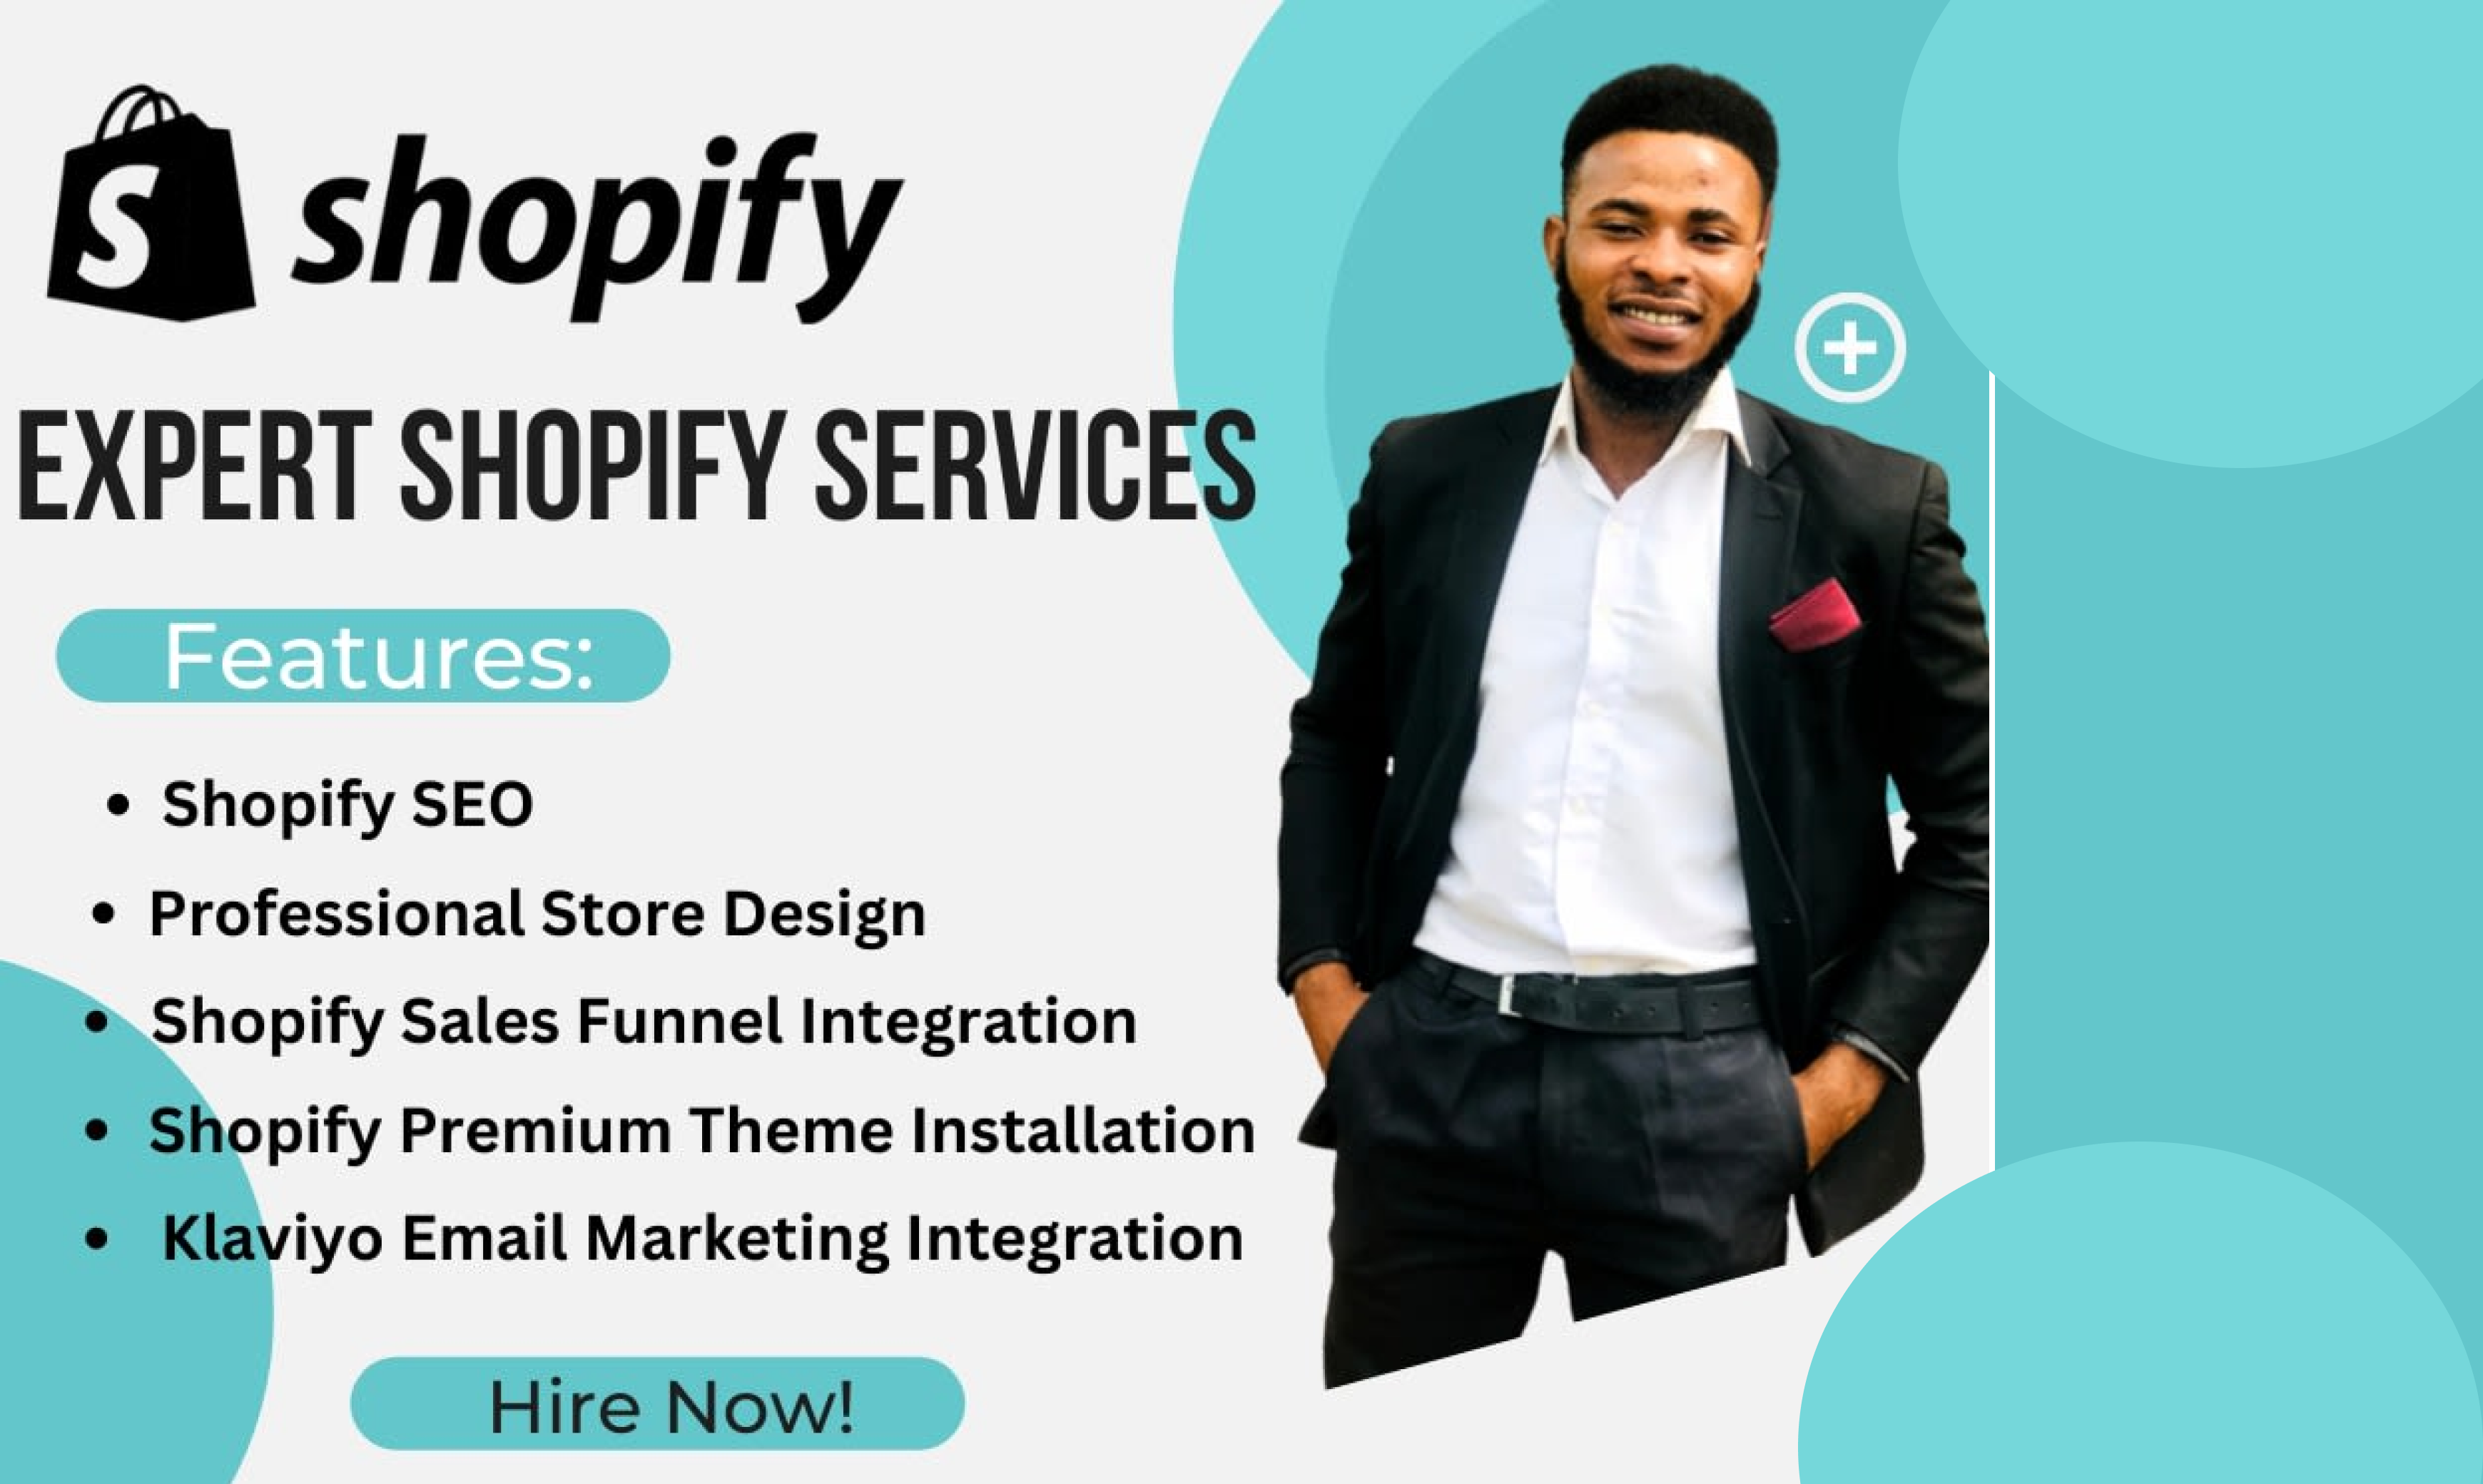 S shopify
EXPERT SHOPIFY SERVICES
Features:
• Shopify SEO
• Professional Store Design
• Shopify Sales Funnel Integration
• Shopify Premium Theme Installation
• Klaviyo Email Marketing Integration
Hire Now!